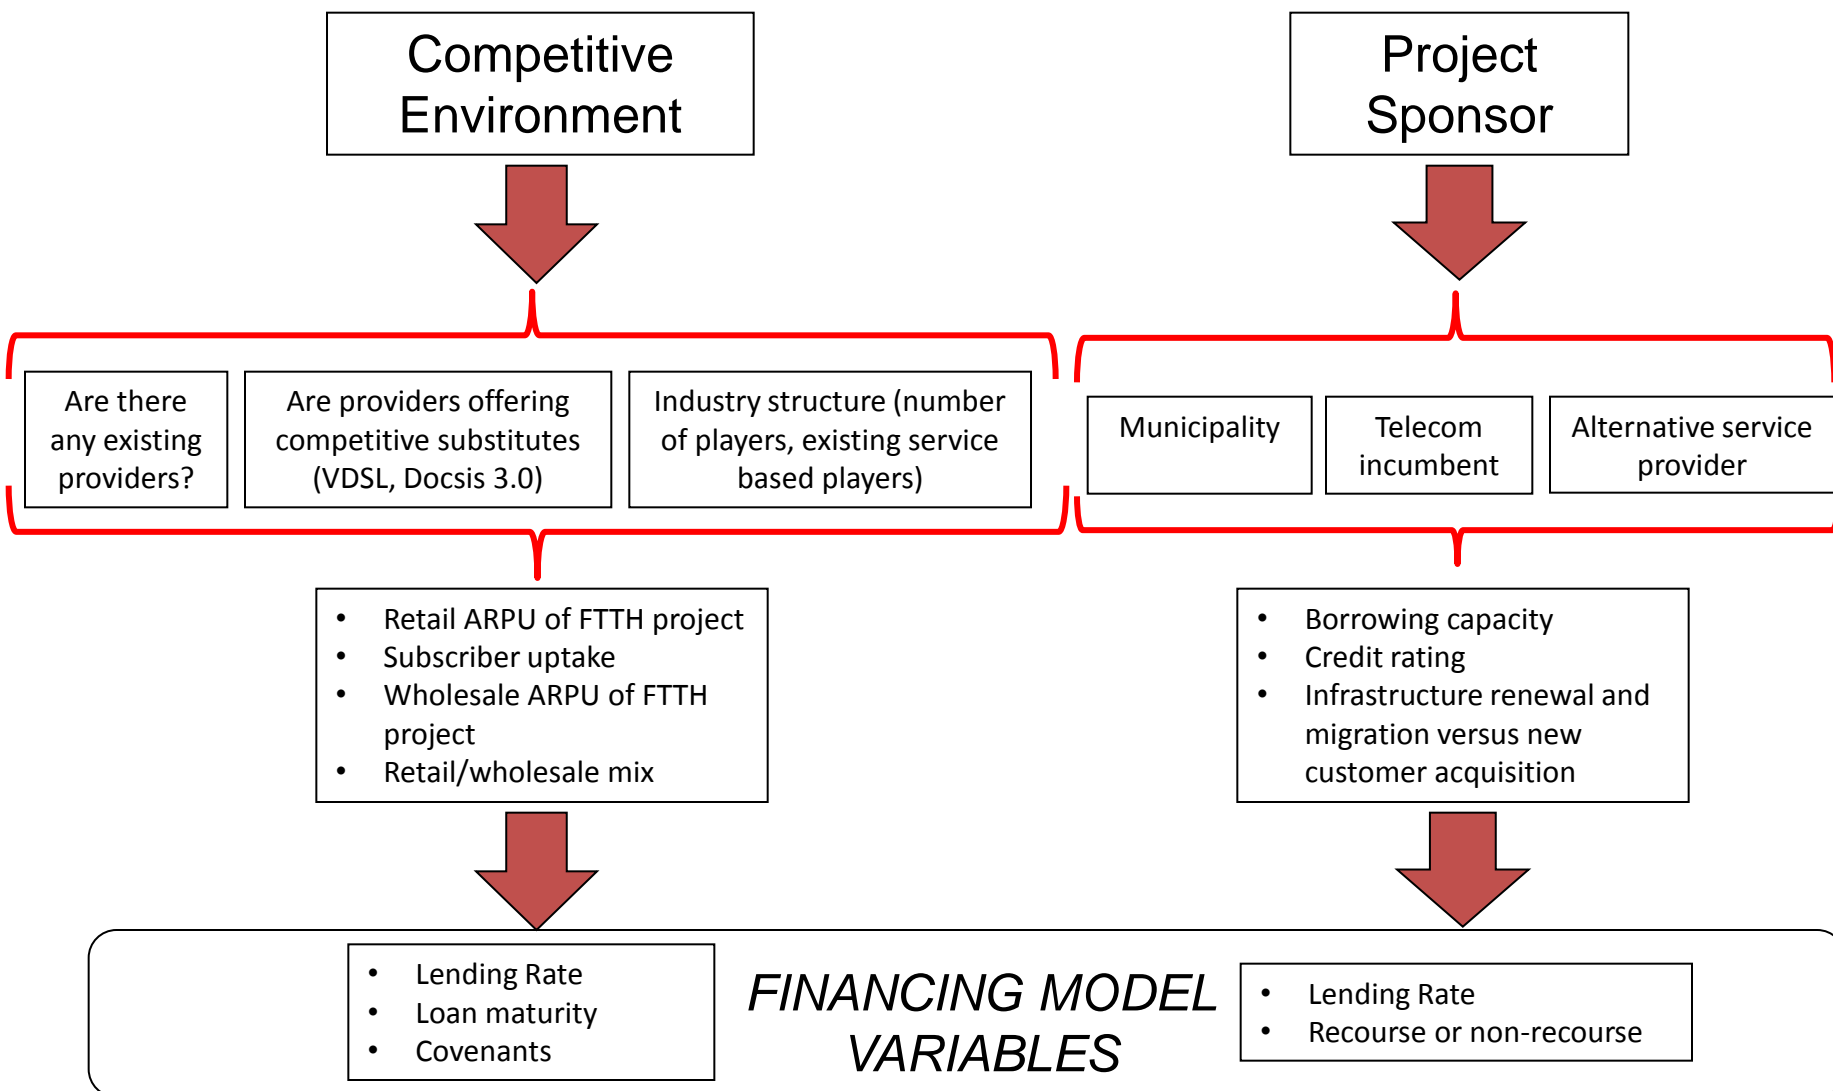 Competitive
Environment
Project
Sponsor
Are there
any existing
providers?
Are providers offering
competitive substitutes
(VDSL, Docsis 3.0)
Industry structure (number
of players, existing service
based players)
Municipality
Telecom
incumbent
Alternative service
provider
• Retail ARPU of FTTH project
• Subscriber uptake
• Wholesale ARPU of FTTH
project
• Retail/wholesale mix
• Borrowing capacity
• Credit rating
• Infrastructure renewal and
migration versus new
customer acquisition
• Lending Rate
• Loan maturity
• Covenants
FINANCING MODEL
VARIABLES
• Lending Rate
• Recourse or non-recourse